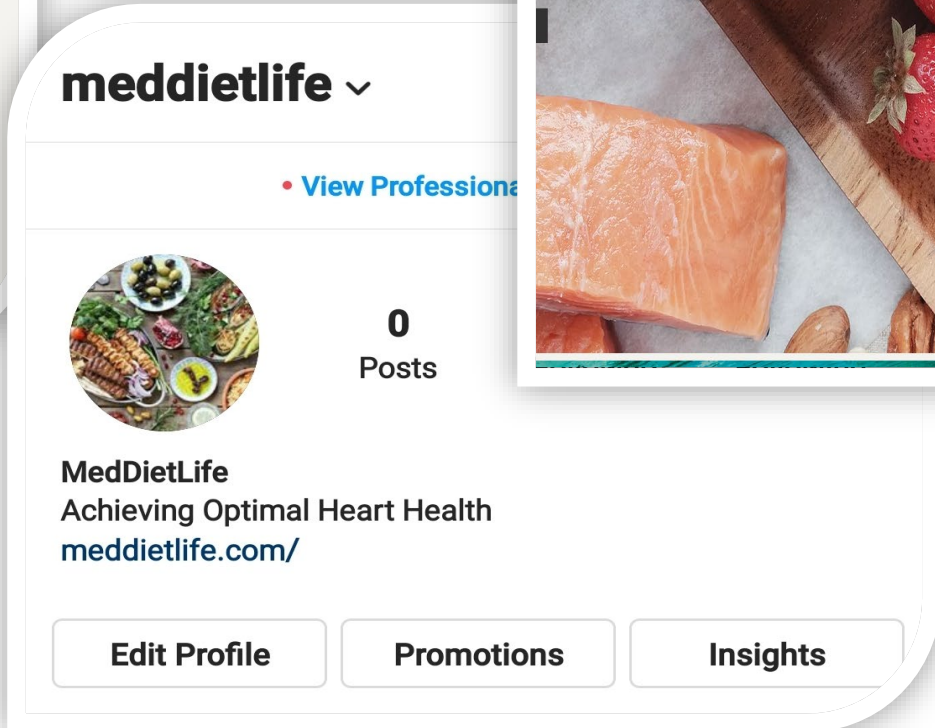 meddietlife
• View Professiona
0
Posts
MedDietLife
Achieving Optimal Heart Health
meddietlife.com/
Edit Profile
Promotions
Insights